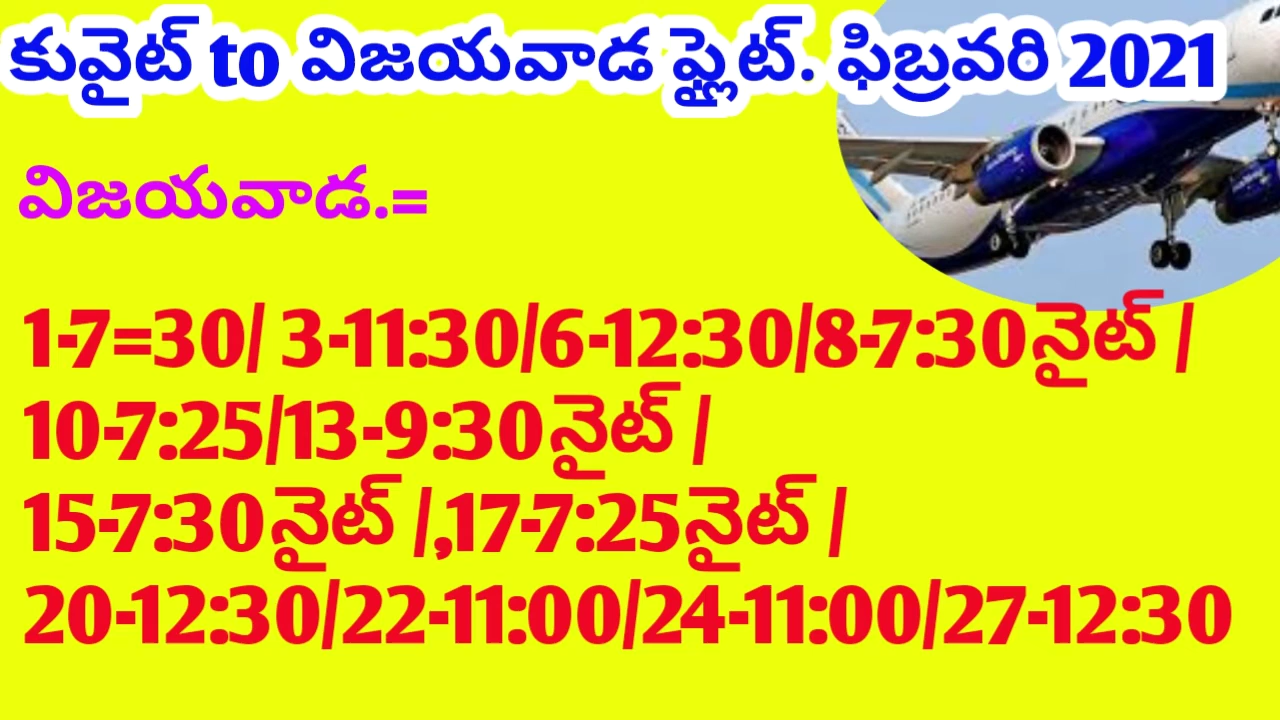 కువైట్ to విజయవాడ ఫ్లైట్. ఫిబ్రవరి 2021
విజయవాడ.=
1-7=30/ 3-11:30/6-12:30/8-7:30నైట్ /
10-7:25/13-9:30నైట్ /
15-7:30నైట్ /,17-7:25నైట్ /
20-12:30/22-11:00/24-11:00/27-12:30